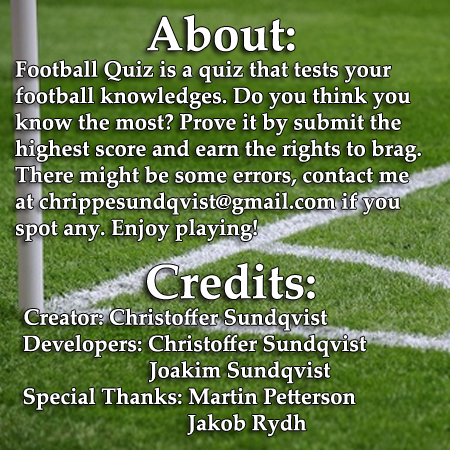 About:
Football Quiz is a quiz that tests your
football knowledges. Do you think you
know the most? Prove it by submit the
highest score and earn the rights to brag.
There might be some errors, contact me
at chrippesundqvist@gmail.com if you
spot any. Enjoy playing!
Credits:
Creator: Christoffer Sundqvist
Developers: Christoffer Sundqvist
Joakim Sundqvist
Special Thanks: Martin Petterson
Jakob Rydh